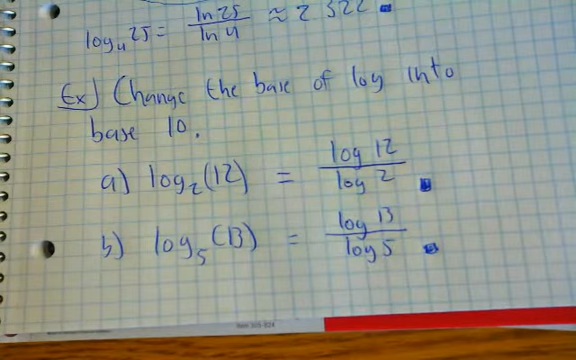 log₄25 = ln 25 / ln 4 ≈ 2.322
Ex) Change the base of log into
base 10.
a) log₂(12) = log 12 / log 2
b) log₅(13) = log 13 / log 5